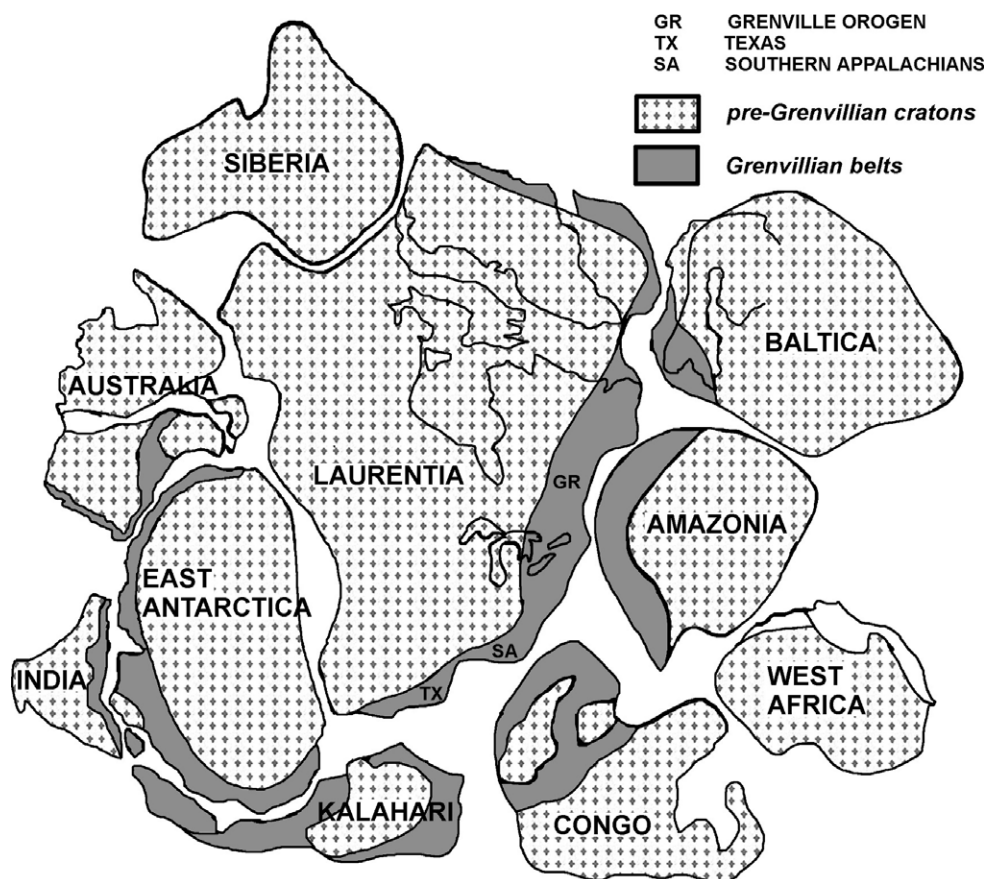 GR GRENVILLE OROGEN
TX TEXAS
SA SOUTHERN APPALACHIANS
pre-Grenvillian cratons
Grenvillian belts
SIBERIA
BALTICA
AUSTRALIA
LAURENTIA
GR
AMAZONIA
EAST
ANTARCTICA
SA
INDIA
TX
WEST
AFRICA
KALAHARI
CONGO